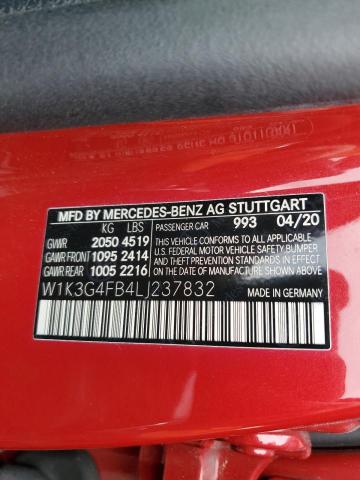 MFD BY MERCEDES-BENZ AG STUTTGART
KG LBS PASSENGER CAR 993 04/20
GVWR 2050 4519
GAWR FRONT 1095 2414
GAWR REAR 1005 2216
THIS VEHICLE CONFORMS TO ALL APPLICABLE
U.S. FEDERAL MOTOR VEHICLE SAFETY, BUMPER
AND THEFT PREVENTION STANDARDS IN
EFFECT ON THE DATE OF MANUFACTURE
SHOWN ABOVE.
W1K3G4FB4LJ237832 MADE IN GERMANY